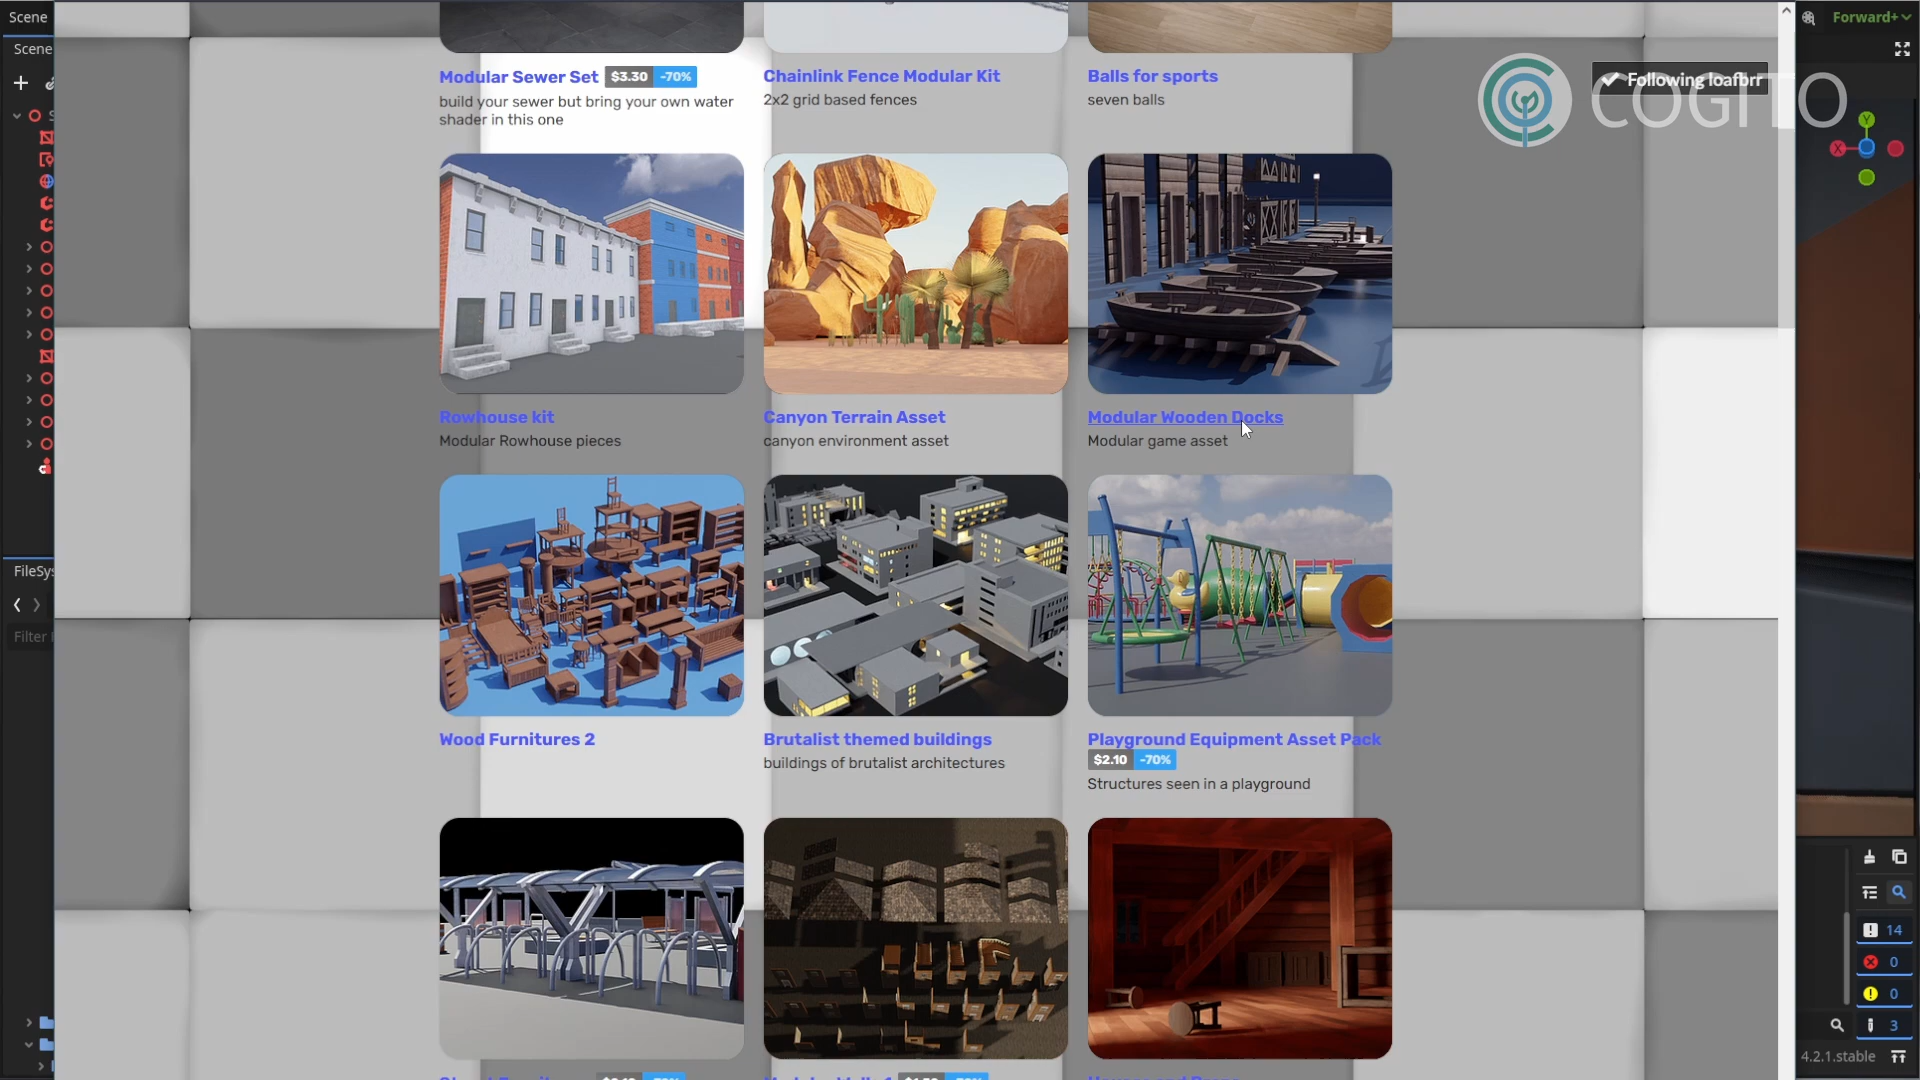 Scene
Scene
Forward+
Following loafbrr
COGITO
Y
X
Modular Sewer Set $3.30 -70%
build your sewer but bring your own water
shader in this one
Chainlink Fence Modular Kit
2x2 grid based fences
Balls for sports
seven balls
Rowhouse kit
Modular Rowhouse pieces
Canyon Terrain Asset
canyon environment asset
Modular Wooden Docks
Modular game asset
FileSys
Filter
Wood Furnitures 2
Brutalist themed buildings
buildings of brutalist architectures
Playground Equipment Asset Pack
$2.10 -70%
Structures seen in a playground
14
0
0
3
4.2.1.stable